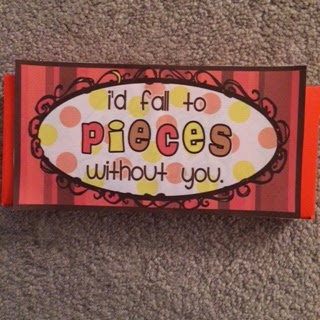 i'd fall to
pieces
without you.